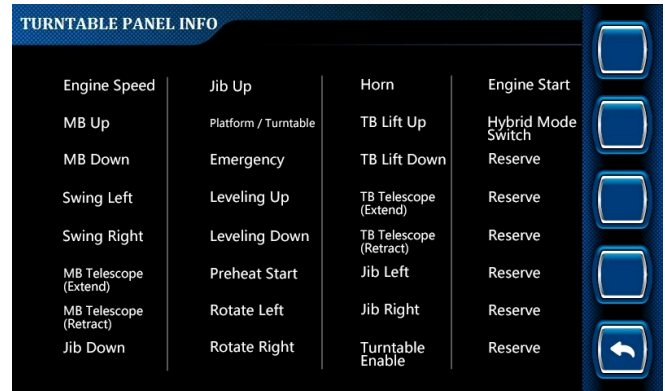 TURNTABLE PANEL INFO
Engine Speed
MB Up
MB Down
Swing Left
Swing Right
MB Telescope
(Extend)
MB Telescope
(Retract)
Jib Down
Jib Up
Platform / Turntable
Emergency
Leveling Up
Leveling Down
Preheat Start
Rotate Left
Rotate Right
Horn
TB Lift Up
TB Lift Down
TB Telescope
(Extend)
TB Telescope
(Retract)
Jib Left
Jib Right
Turntable
Enable
Engine Start
Hybrid Mode
Switch
Reserve
Reserve
Reserve
Reserve
Reserve
Reserve